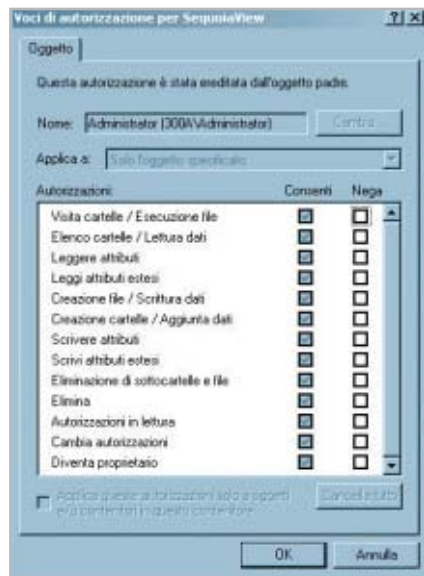 Voci di autorizzazione per SequoiaView
Oggetto
Questa autorizzazione è stata ereditata dall'oggetto padre.
Nome: Administrator (300A\Administrator) Cambia...
Applica a: Solo l'oggetto specificato
Autorizzazioni: Consenti Nega
Visita cartelle / Esecuzione file
Elenco cartelle / Lettura dati
Leggere attributi
Leggi attributi estesi
Creazione file / Scrittura dati
Creazione cartelle / Aggiunta dati
Scrivere attributi
Scrivi attributi estesi
Eliminazione di sottocartelle e file
Elimina
Autorizzazioni in lettura
Cambia autorizzazioni
Diventa proprietario
Applica queste autorizzazioni solo a oggetti Cancella tutto
e/o contenitori in questo contenitore
OK Annulla